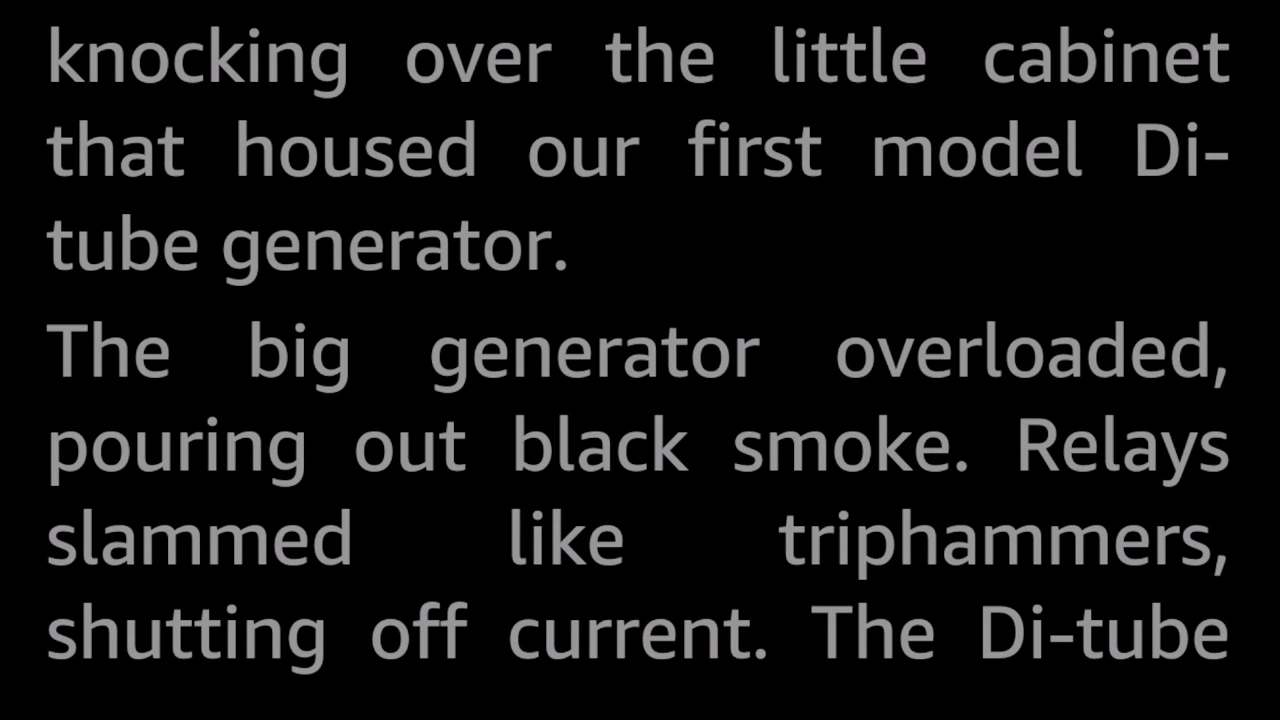 knocking over the little cabinet
that housed our first model Di-
tube generator.
The big generator overloaded,
pouring out black smoke. Relays
slammed like triphammers,
shutting off current. The Di-tube